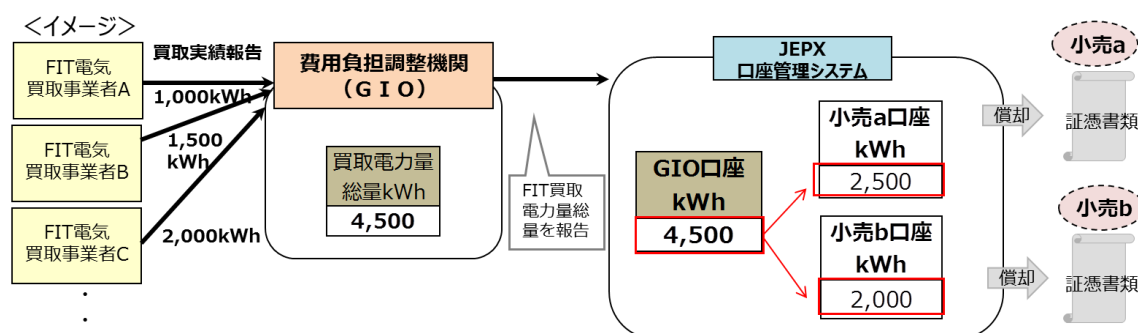 <イメージ>
FIT電気
買取事業者A
FIT電気
買取事業者B
FIT電気
買取事業者C
・
・
買取実績報告
1,000kWh
1,500
kWh
2,000kWh
費用負担調整機関
(GIO)
買取電力量
総量kWh
4,500
FIT買取
電力量総
量を報告
JEPX
口座管理システム
GIO口座
kWh
4,500
小売a口座
kWh
2,500
小売b口座
kWh
2,000
償却
償却
小売a
証憑書類
小売b
証憑書類